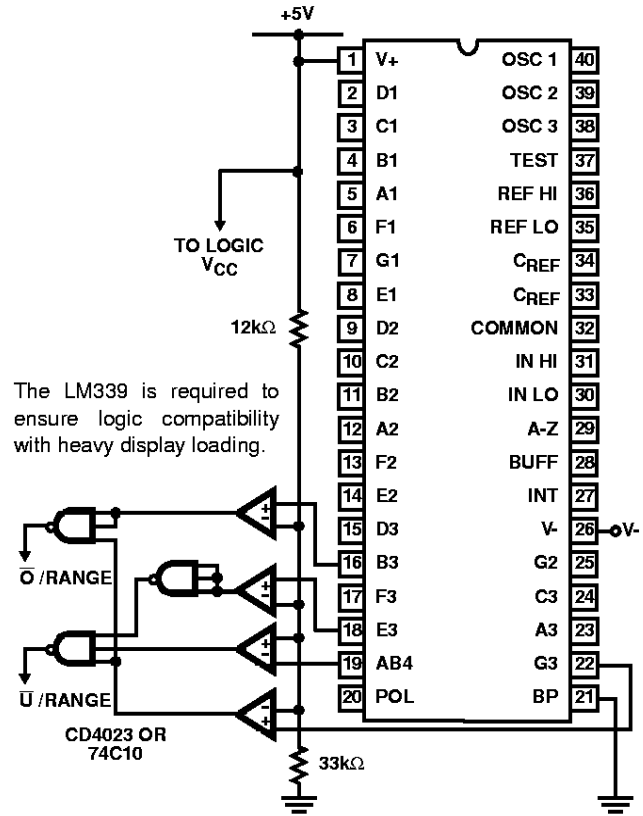 +5V
1 V+ OSC 1 40
2 D1 OSC 2 39
3 C1 OSC 3 38
4 B1 TEST 37
5 A1 REF HI 36
6 F1 REF LO 35
7 G1 CREF 34
8 E1 CREF 33
9 D2 COMMON 32
10 C2 IN HI 31
11 B2 IN LO 30
12 A2 A-Z 29
13 F2 BUFF 28
14 E2 INT 27
15 D3 V- 26 V-
16 B3 G2 25
17 F3 C3 24
18 E3 A3 23
19 AB4 G3 22
20 POL BP 21
TO LOGIC
VCC
12kΩ
The LM339 is required to
ensure logic compatibility
with heavy display loading.
+
-
+
-
+
-
-
+
O̅ /RANGE
U̅ /RANGE
CD4023 OR
74C10
33kΩ